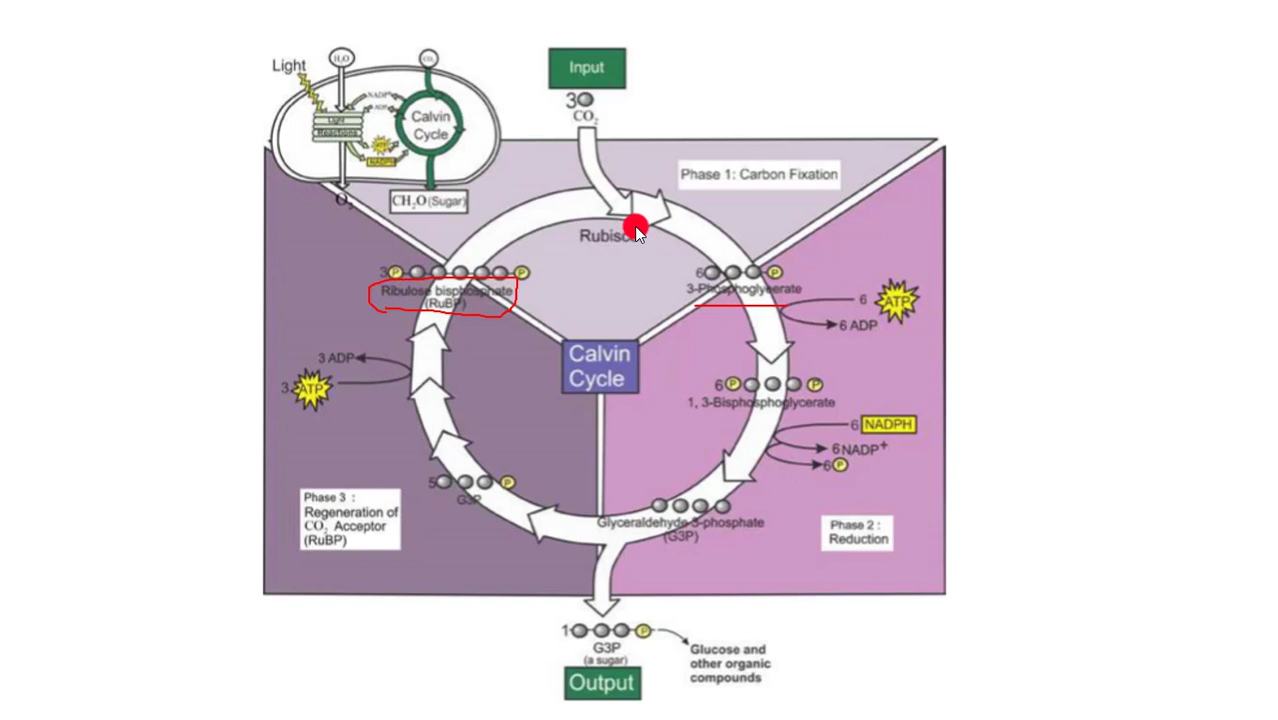 Light
H₂O
CO₂
NADP⁺
ADP
Light
Reactions
ATP
NADPH
Calvin
Cycle
O₂
CH₂O (Sugar)
Input
3
CO₂
Phase 1: Carbon Fixation
Rubisco
3 P P
Ribulose bisphosphate
(RuBP)
6 P
3-Phosphoglycerate
6 ATP
6 ADP
Calvin
Cycle
3 ADP
3 ATP
6 P P
1, 3-Bisphosphoglycerate
6 NADPH
6 NADP⁺
6 P
5 P
G3P
Glyceraldehyde 3-phosphate
(G3P)
Phase 3 :
Regeneration of
CO₂ Acceptor
(RuBP)
Phase 2 :
Reduction
1 P
G3P
(a sugar)
Glucose and
other organic
compounds
Output